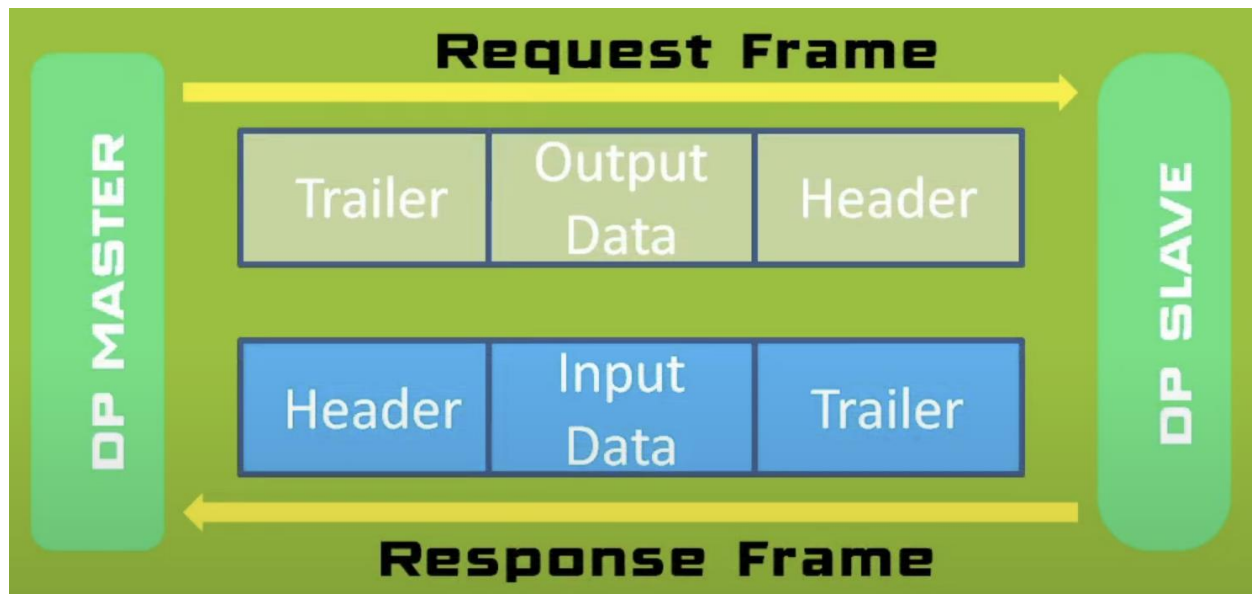 Request Frame
DP MASTER
Trailer
Output
Data
Header
DP SLAVE
Header
Input
Data
Trailer
Response Frame